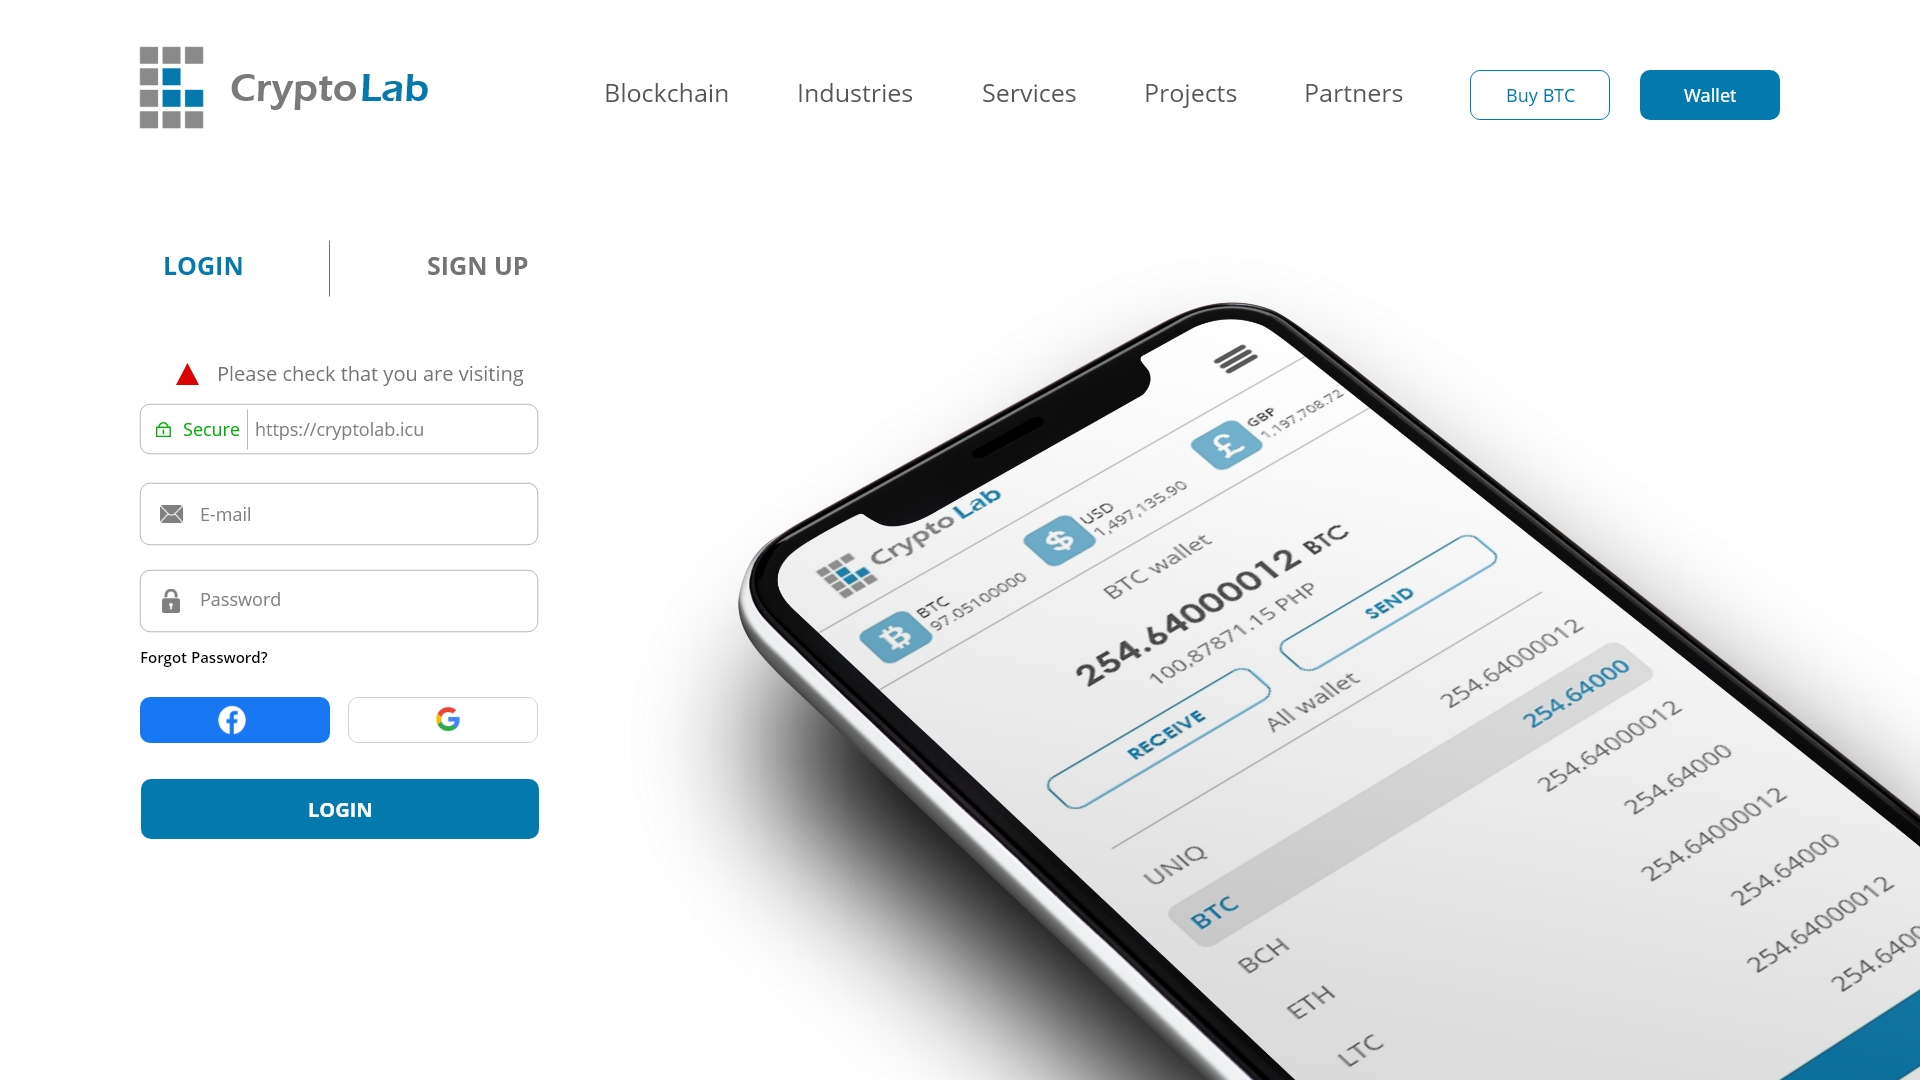 Crypto Lab
Blockchain
Industries
Services
Projects
Partners
Buy BTC
Wallet
LOGIN
SIGN UP
Please check that you are visiting
Secure
https://cryptolab.icu
E-mail
Password
Forgot Password?
LOGIN
Crypto Lab
BTC
97.05100000
USD
1,497,135.90
GBP
1,197,708.72
BTC wallet
254.64000012 BTC
100,87871.15 PHP
RECEIVE
SEND
All wallet
UNIQ
254.64000012
BTC
254.64000
BCH
254.64000012
ETH
254.64000
LTC
254.64000012
254.64000
254.64000012